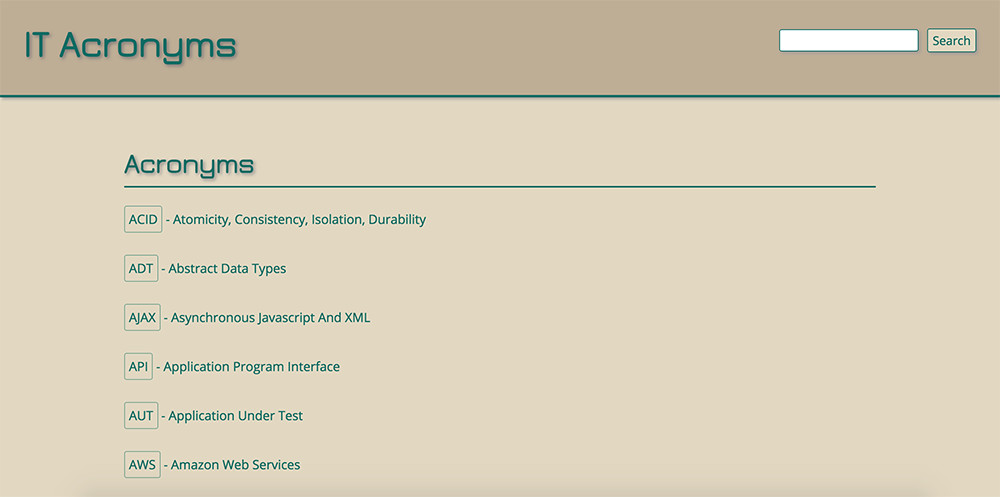 IT Acronyms
Search
Acronyms
ACID - Atomicity, Consistency, Isolation, Durability
ADT - Abstract Data Types
AJAX - Asynchronous Javascript And XML
API - Application Program Interface
AUT - Application Under Test
AWS - Amazon Web Services